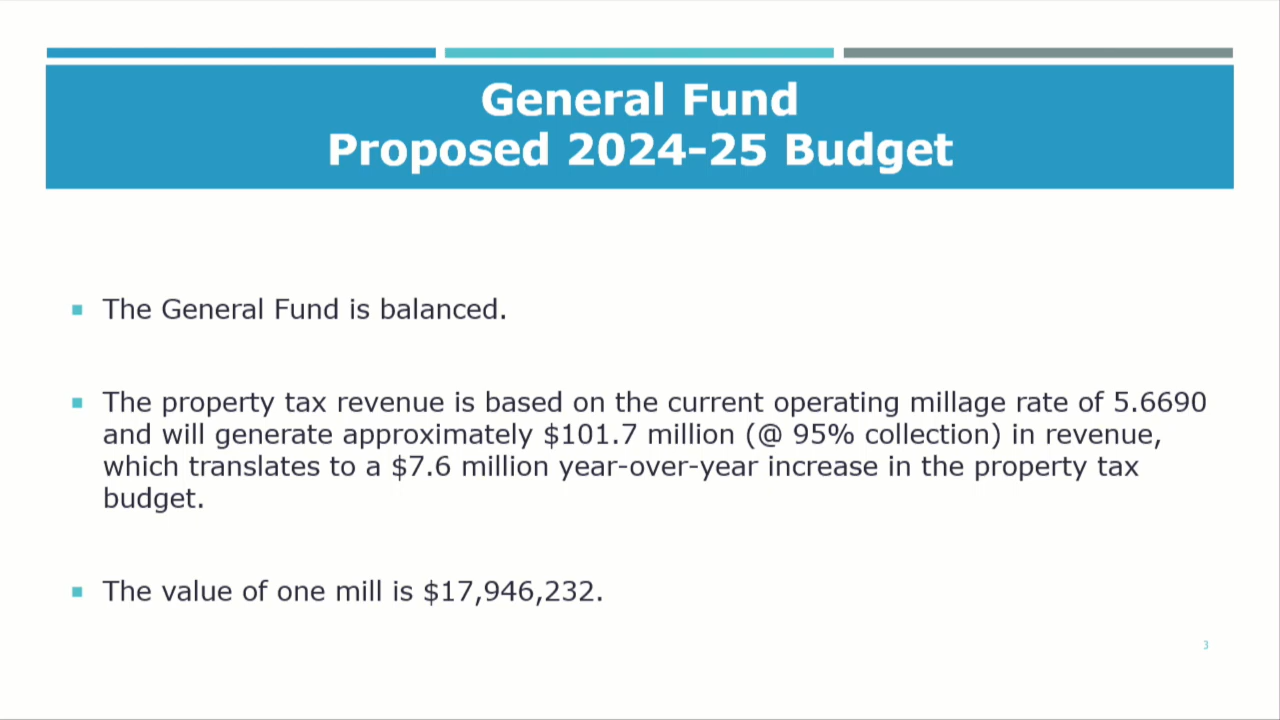 General Fund
Proposed 2024-25 Budget
The General Fund is balanced.
The property tax revenue is based on the current operating millage rate of 5.6690
and will generate approximately $101.7 million (@ 95% collection) in revenue,
which translates to a $7.6 million year-over-year increase in the property tax
budget.
The value of one mill is $17,946,232.
3